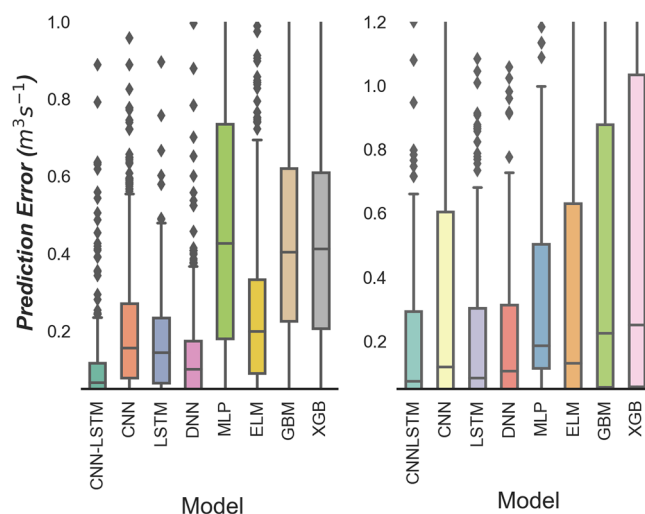 Prediction Error (m³s⁻¹)
1.0
0.8
0.6
0.4
0.2
CNN-LSTM
CNN
LSTM
DNN
MLP
ELM
GBM
XGB
Model
1.2
1.0
0.8
0.6
0.4
0.2
CNNLSTM
CNN
LSTM
DNN
MLP
ELM
GBM
XGB
Model